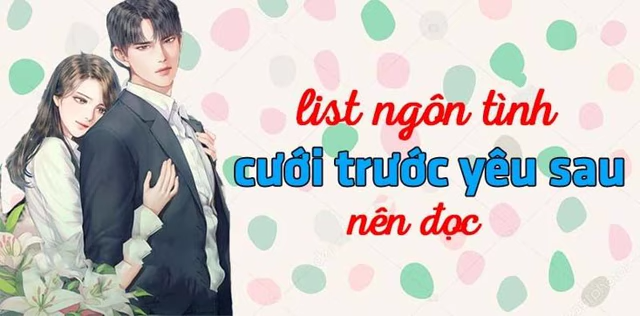 list ngôn tình
cưới trước yêu sau
nên đọc